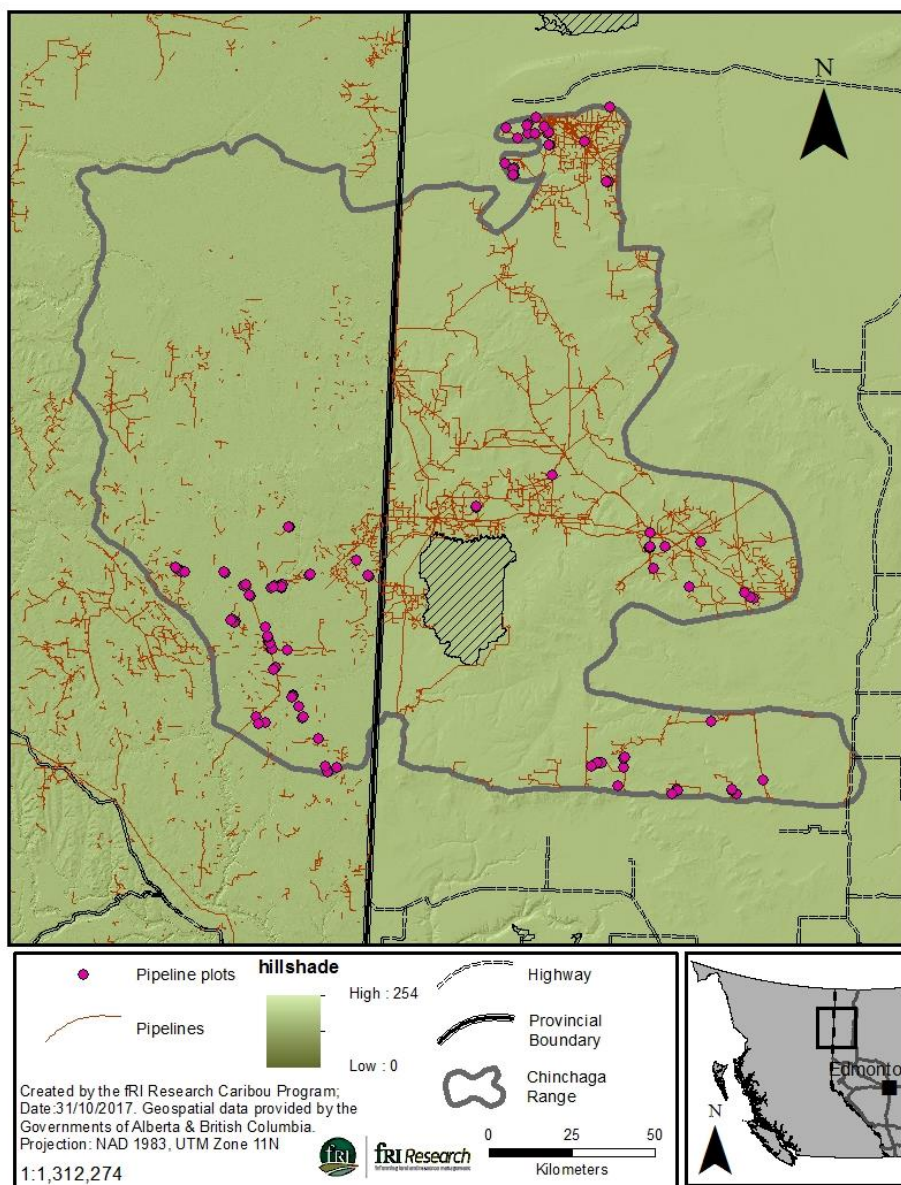 N
Pipeline plots
Pipelines
hillshade
High : 254
Low : 0
Highway
Provincial
Boundary
Chinchaga
Range
Created by the fRI Research Caribou Program;
Date:31/10/2017. Geospatial data provided by the
Governments of Alberta & British Columbia.
Projection: NAD 1983, UTM Zone 11N
1:1,312,274
fRI
fRI Research
0 25 50
Kilometers
Edmonto
N